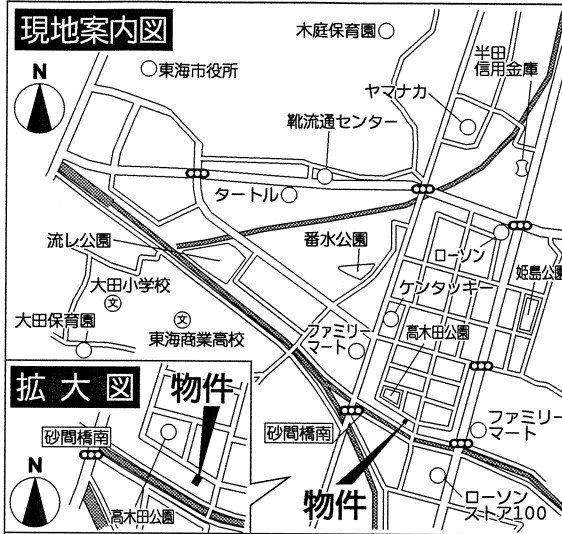 現地案内図
木庭保育園
半田
信用金庫
N
東海市役所
ヤマナカ
靴流通センター
タートル
流レ公園
番水公園
ローソン
姫島公園
大田小学校
文
ケンタッキー
大田保育園
文
東海商業高校
ファミリー
マート
高木田公園
拡大図
物件
砂間橋南
砂間橋南
ファミリー
マート
N
高木田公園
物件
ローソン
ストア100